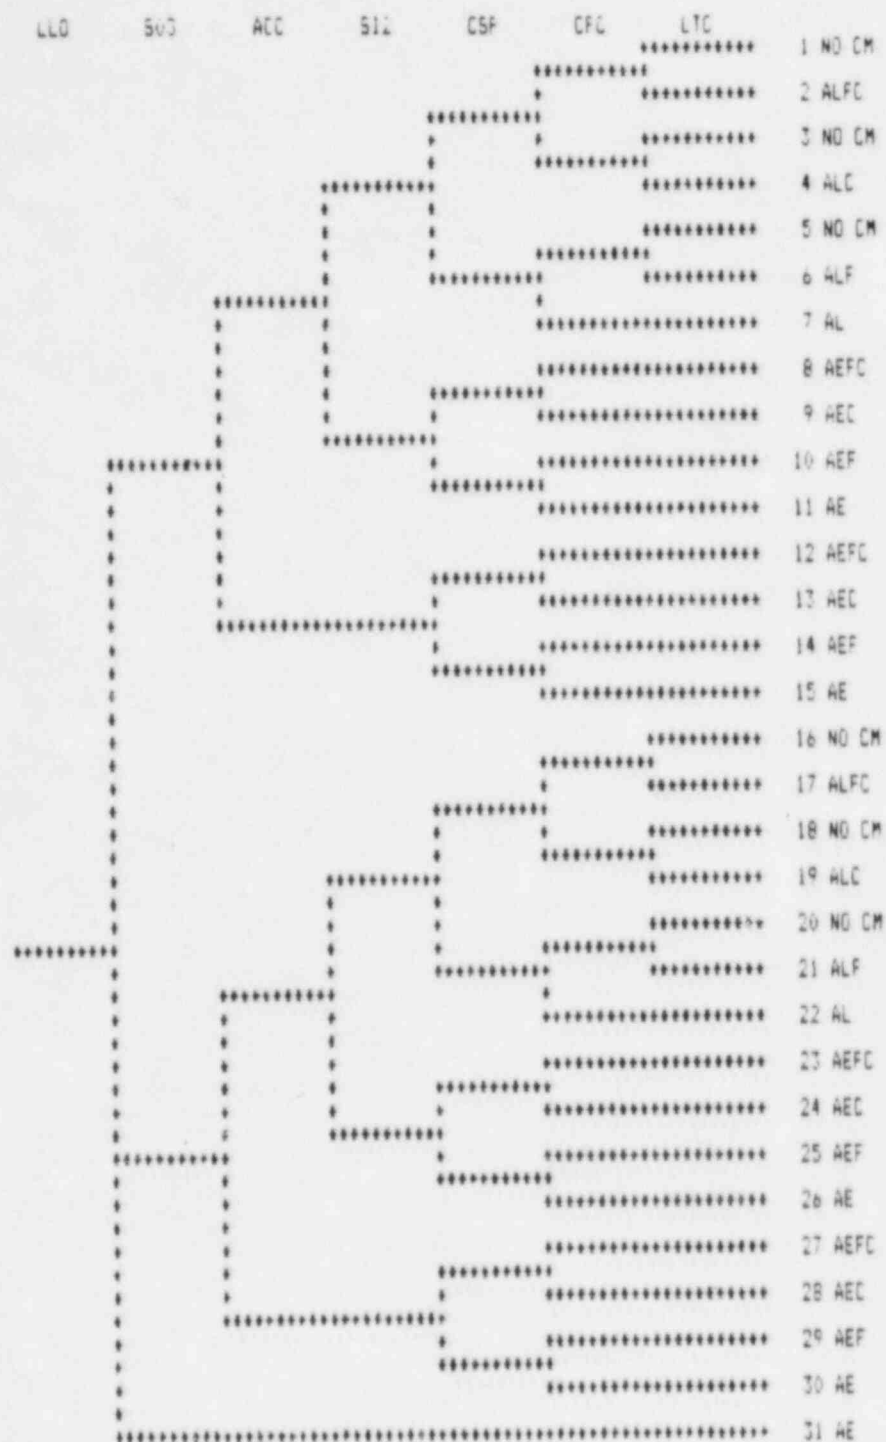 LLO ACC SI2 CSR CFC LTC
1 NO CM
2 ALFC
3 NO CM
4 ALC
5 NO CM
6 ALF
7 AL
8 AEFC
9 AEC
10 AEF
11 AE
12 AEFC
13 AEC
14 AEF
15 AE
16 NO CM
17 ALFC
18 NO CM
19 ALC
20 NO CM
21 ALF
22 AL
23 AEFC
24 AEC
25 AEF
26 AE
27 AEFC
28 AEC
29 AEF
30 AE
31 AE